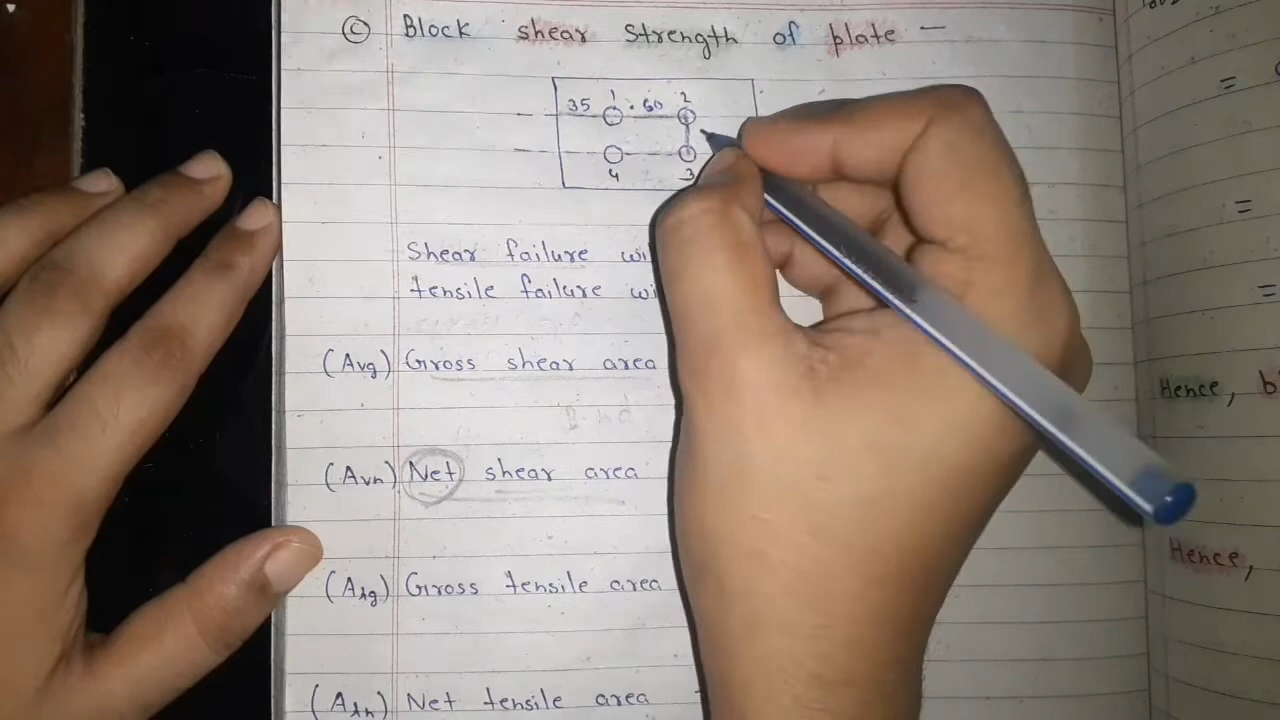 © Block shear Strength of plate —
35 1 60 2
4 3
Shear failure
tensile failure
(Avg) Gross shear area
(Avn) Net shear area
(Atg) Gross tensile area
(Atn) Net tensile area
=
=
=
Hence,
Hence,